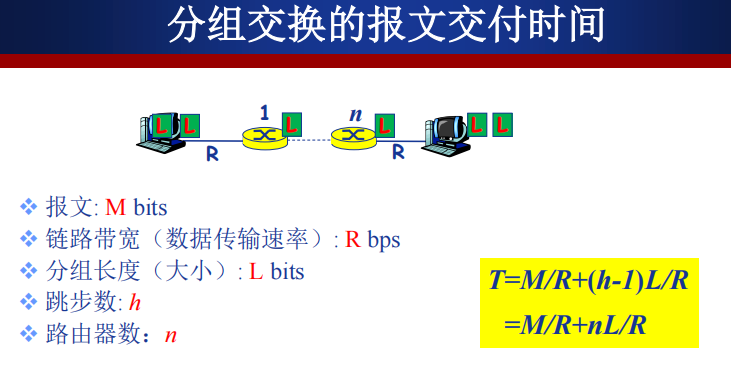 分组交换的报文交付时间
1 n
L L L L L L
R R
报文: M bits
链路带宽（数据传输速率）: R bps
分组长度（大小）: L bits
跳步数: h
路由器数：n
T=M/R+(h-1)L/R
=M/R+nL/R